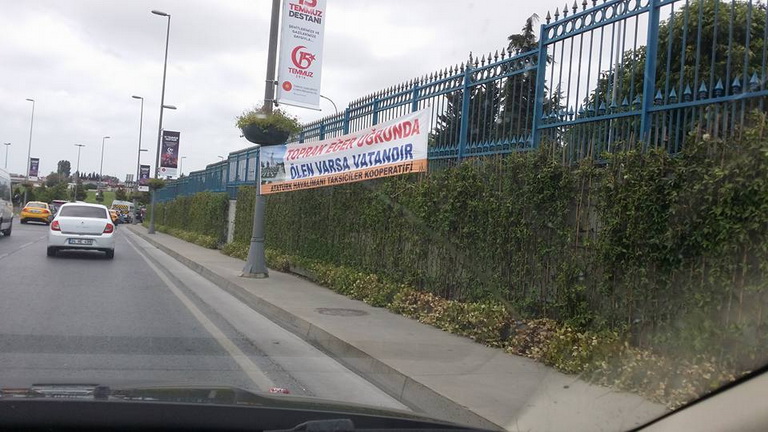 15
TEMMUZ
DESTANI
15
TEMMUZ
TOPRAK EĞER UĞRUNDA
ÖLEN VARSA VATANDIR
ATATÜRK HAVALİMANI TAKSİCİLER KOOPERATİFİ